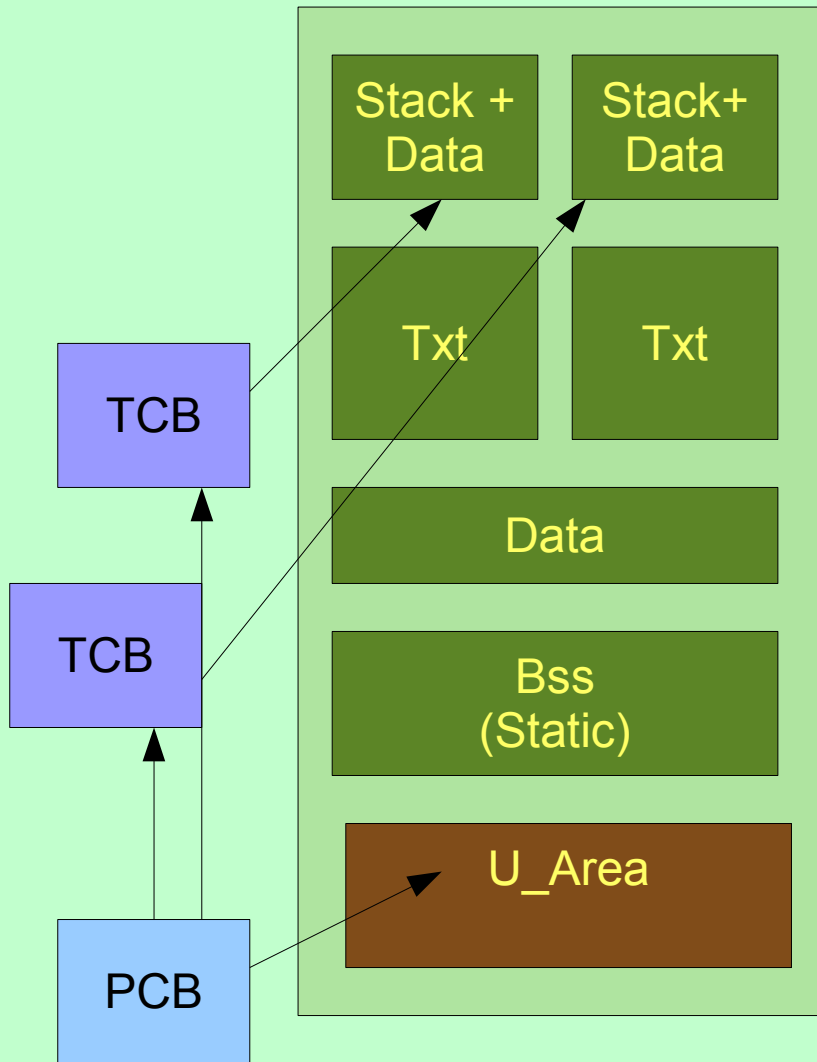 Stack +
Data
Stack+
Data
Txt
Txt
TCB
Data
TCB
Bss
(Static)
U_Area
PCB